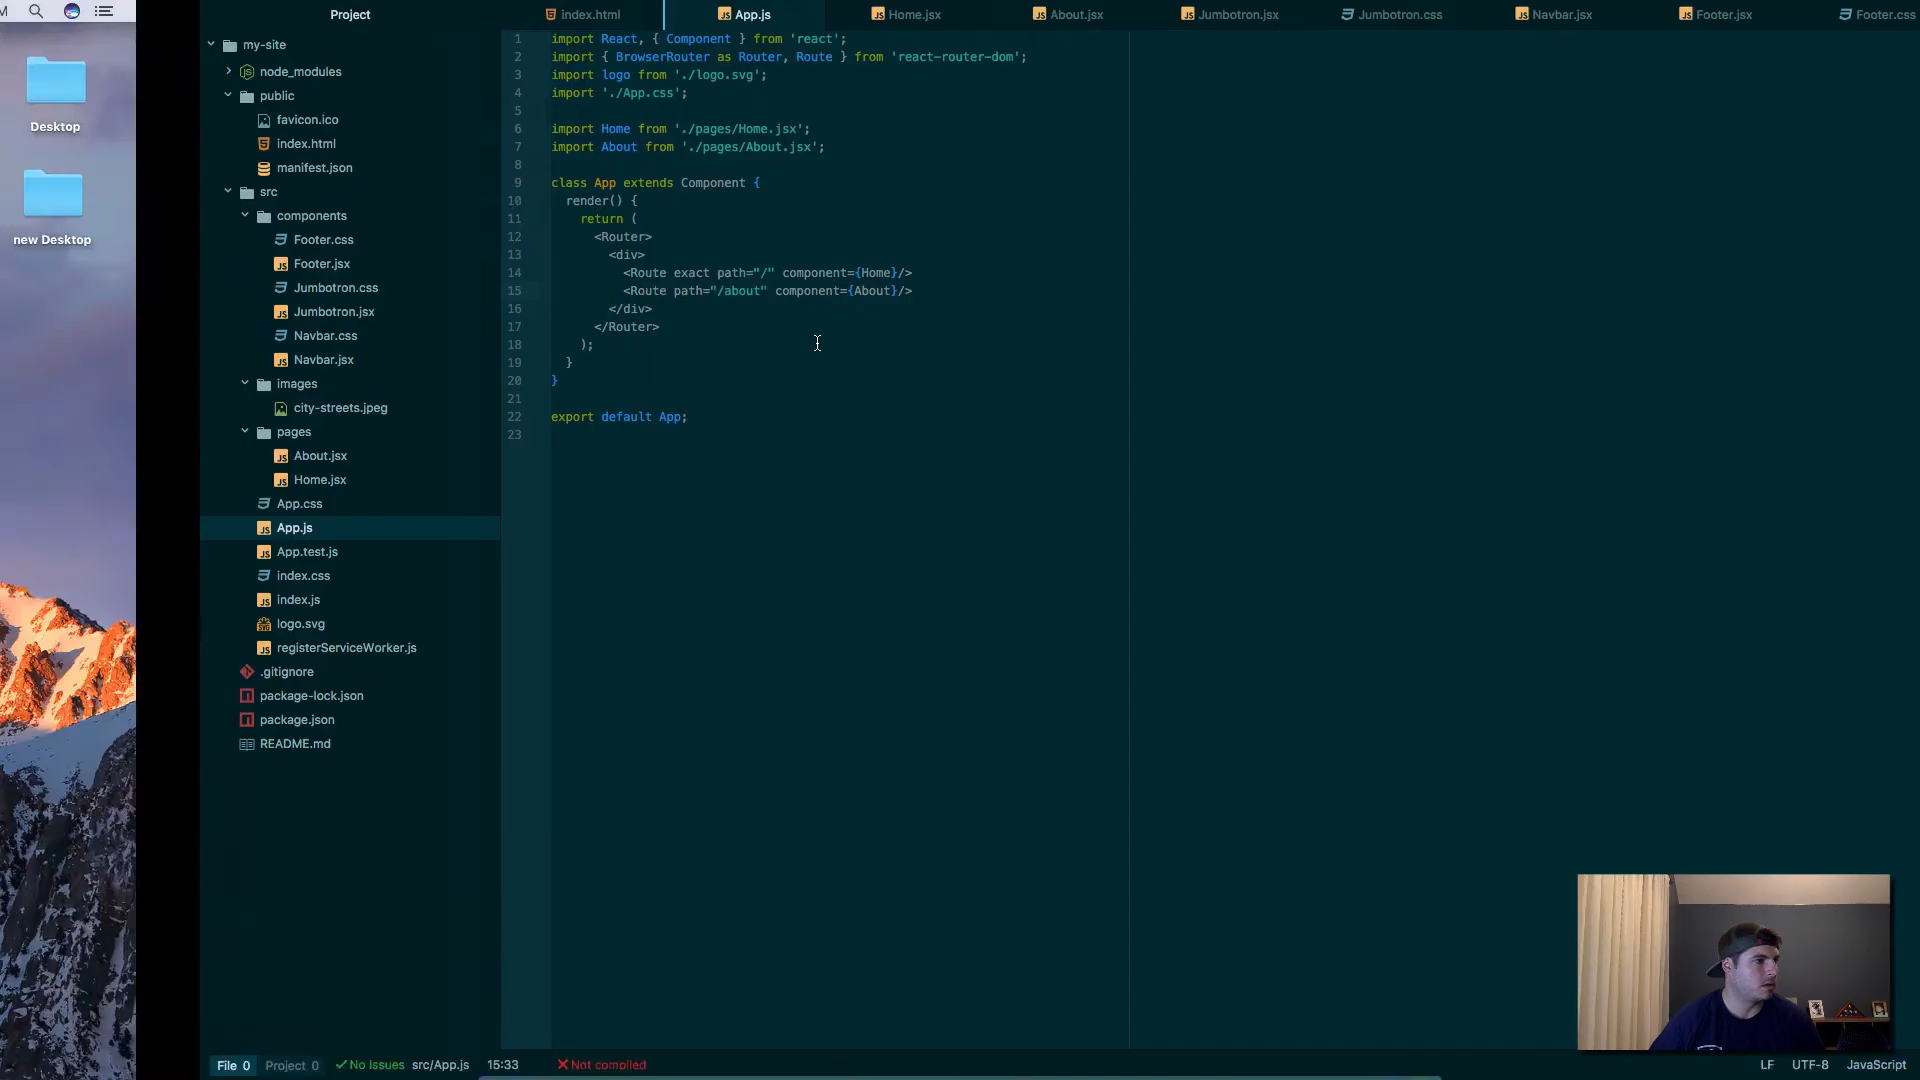 Project
index.html
App.js
Home.jsx
About.jsx
Jumbotron.jsx
Jumbotron.css
Navbar.jsx
Footer.jsx
Footer.css
Desktop
new Desktop
my-site
node_modules
public
favicon.ico
index.html
manifest.json
src
components
Footer.css
Footer.jsx
Jumbotron.css
Jumbotron.jsx
Navbar.css
Navbar.jsx
images
city-streets.jpeg
pages
About.jsx
Home.jsx
App.css
App.js
App.test.js
index.css
index.js
logo.svg
registerServiceWorker.js
.gitignore
package-lock.json
package.json
README.md
1 import React, { Component } from 'react';
2 import { BrowserRouter as Router, Route } from 'react-router-dom';
3 import logo from './logo.svg';
4 import './App.css';
5
6 import Home from './pages/Home.jsx';
7 import About from './pages/About.jsx';
8
9 class App extends Component {
10 render() {
11 return (
12 <Router>
13 <div>
14 <Route exact path="/" component={Home}/>
15 <Route path="/about" component={About}/>
16 </div>
17 </Router>
18 );
19 }
20 }
21
22 export default App;
23
File 0 Project 0 No Issues src/App.js 15:33 Not compiled LF UTF-8 JavaScript